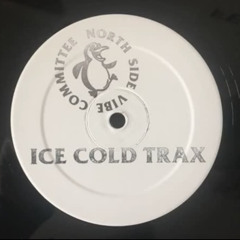 NORTH SIDE VIBE COMMITTEE
ICE COLD TRAX